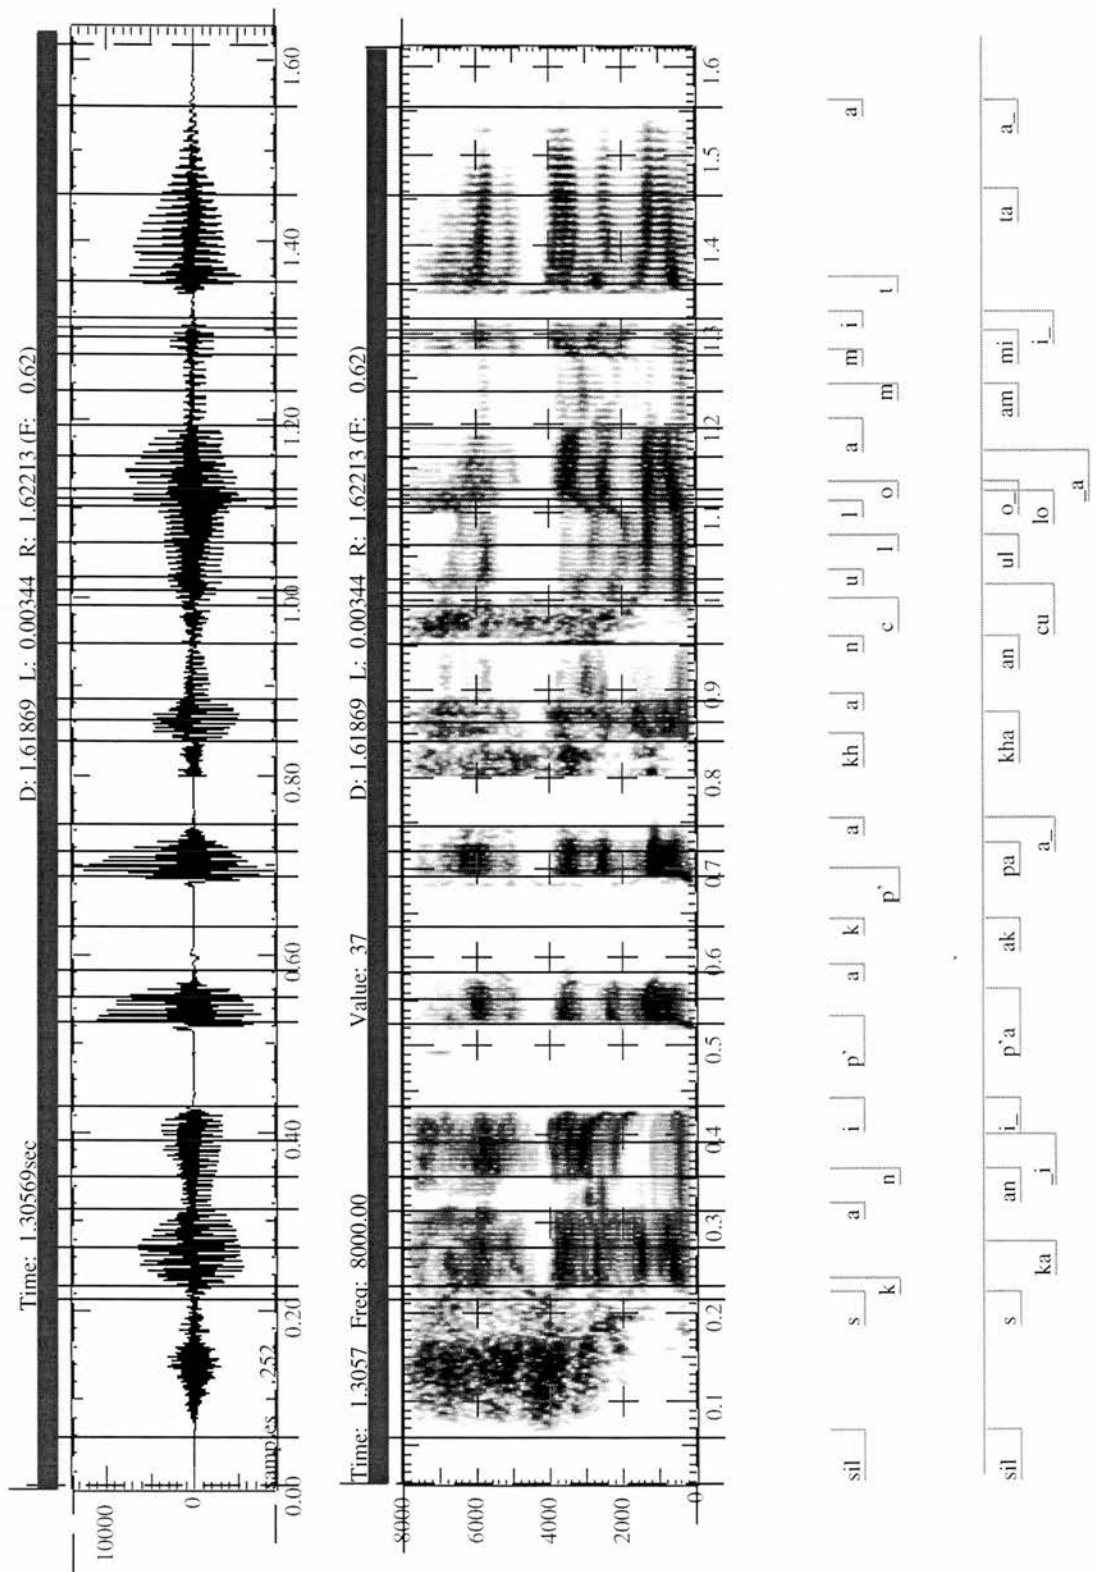 Time: 1.30569sec D: 1.61869 L: 0.00344 R: 1.62213 (F: 0.62)
10000
0
amples .252
0.00 0.20 0.40 0.60 0.80 1.00 1.20 1.40 1.60
Time: 1.3057 Freq: 8000.00 Value: 37 D: 1.61869 L: 0.00344 R: 1.62213 (F: 0.62)
8000
6000
4000
2000
0
0.1 0.2 0.3 0.4 0.5 0.6 0.7 0.8 0.9 1 1.1 1.2 1.3 1.4 1.5 1.6
sil s a i p' a k a kh a n u l a m i a
k n p' c l o m t
sil s an i_ p'a ak pa kha an ul o_ am mi ta a_
ka _i a_ cu lo i_
_a